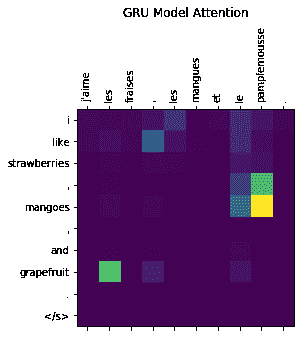 GRU Model Attention
j'aime
les
fraises
,
les
mangues
et
le
pamplemousse
.
i
like
strawberries
,
mangoes
,
and
grapefruit
.
</s>